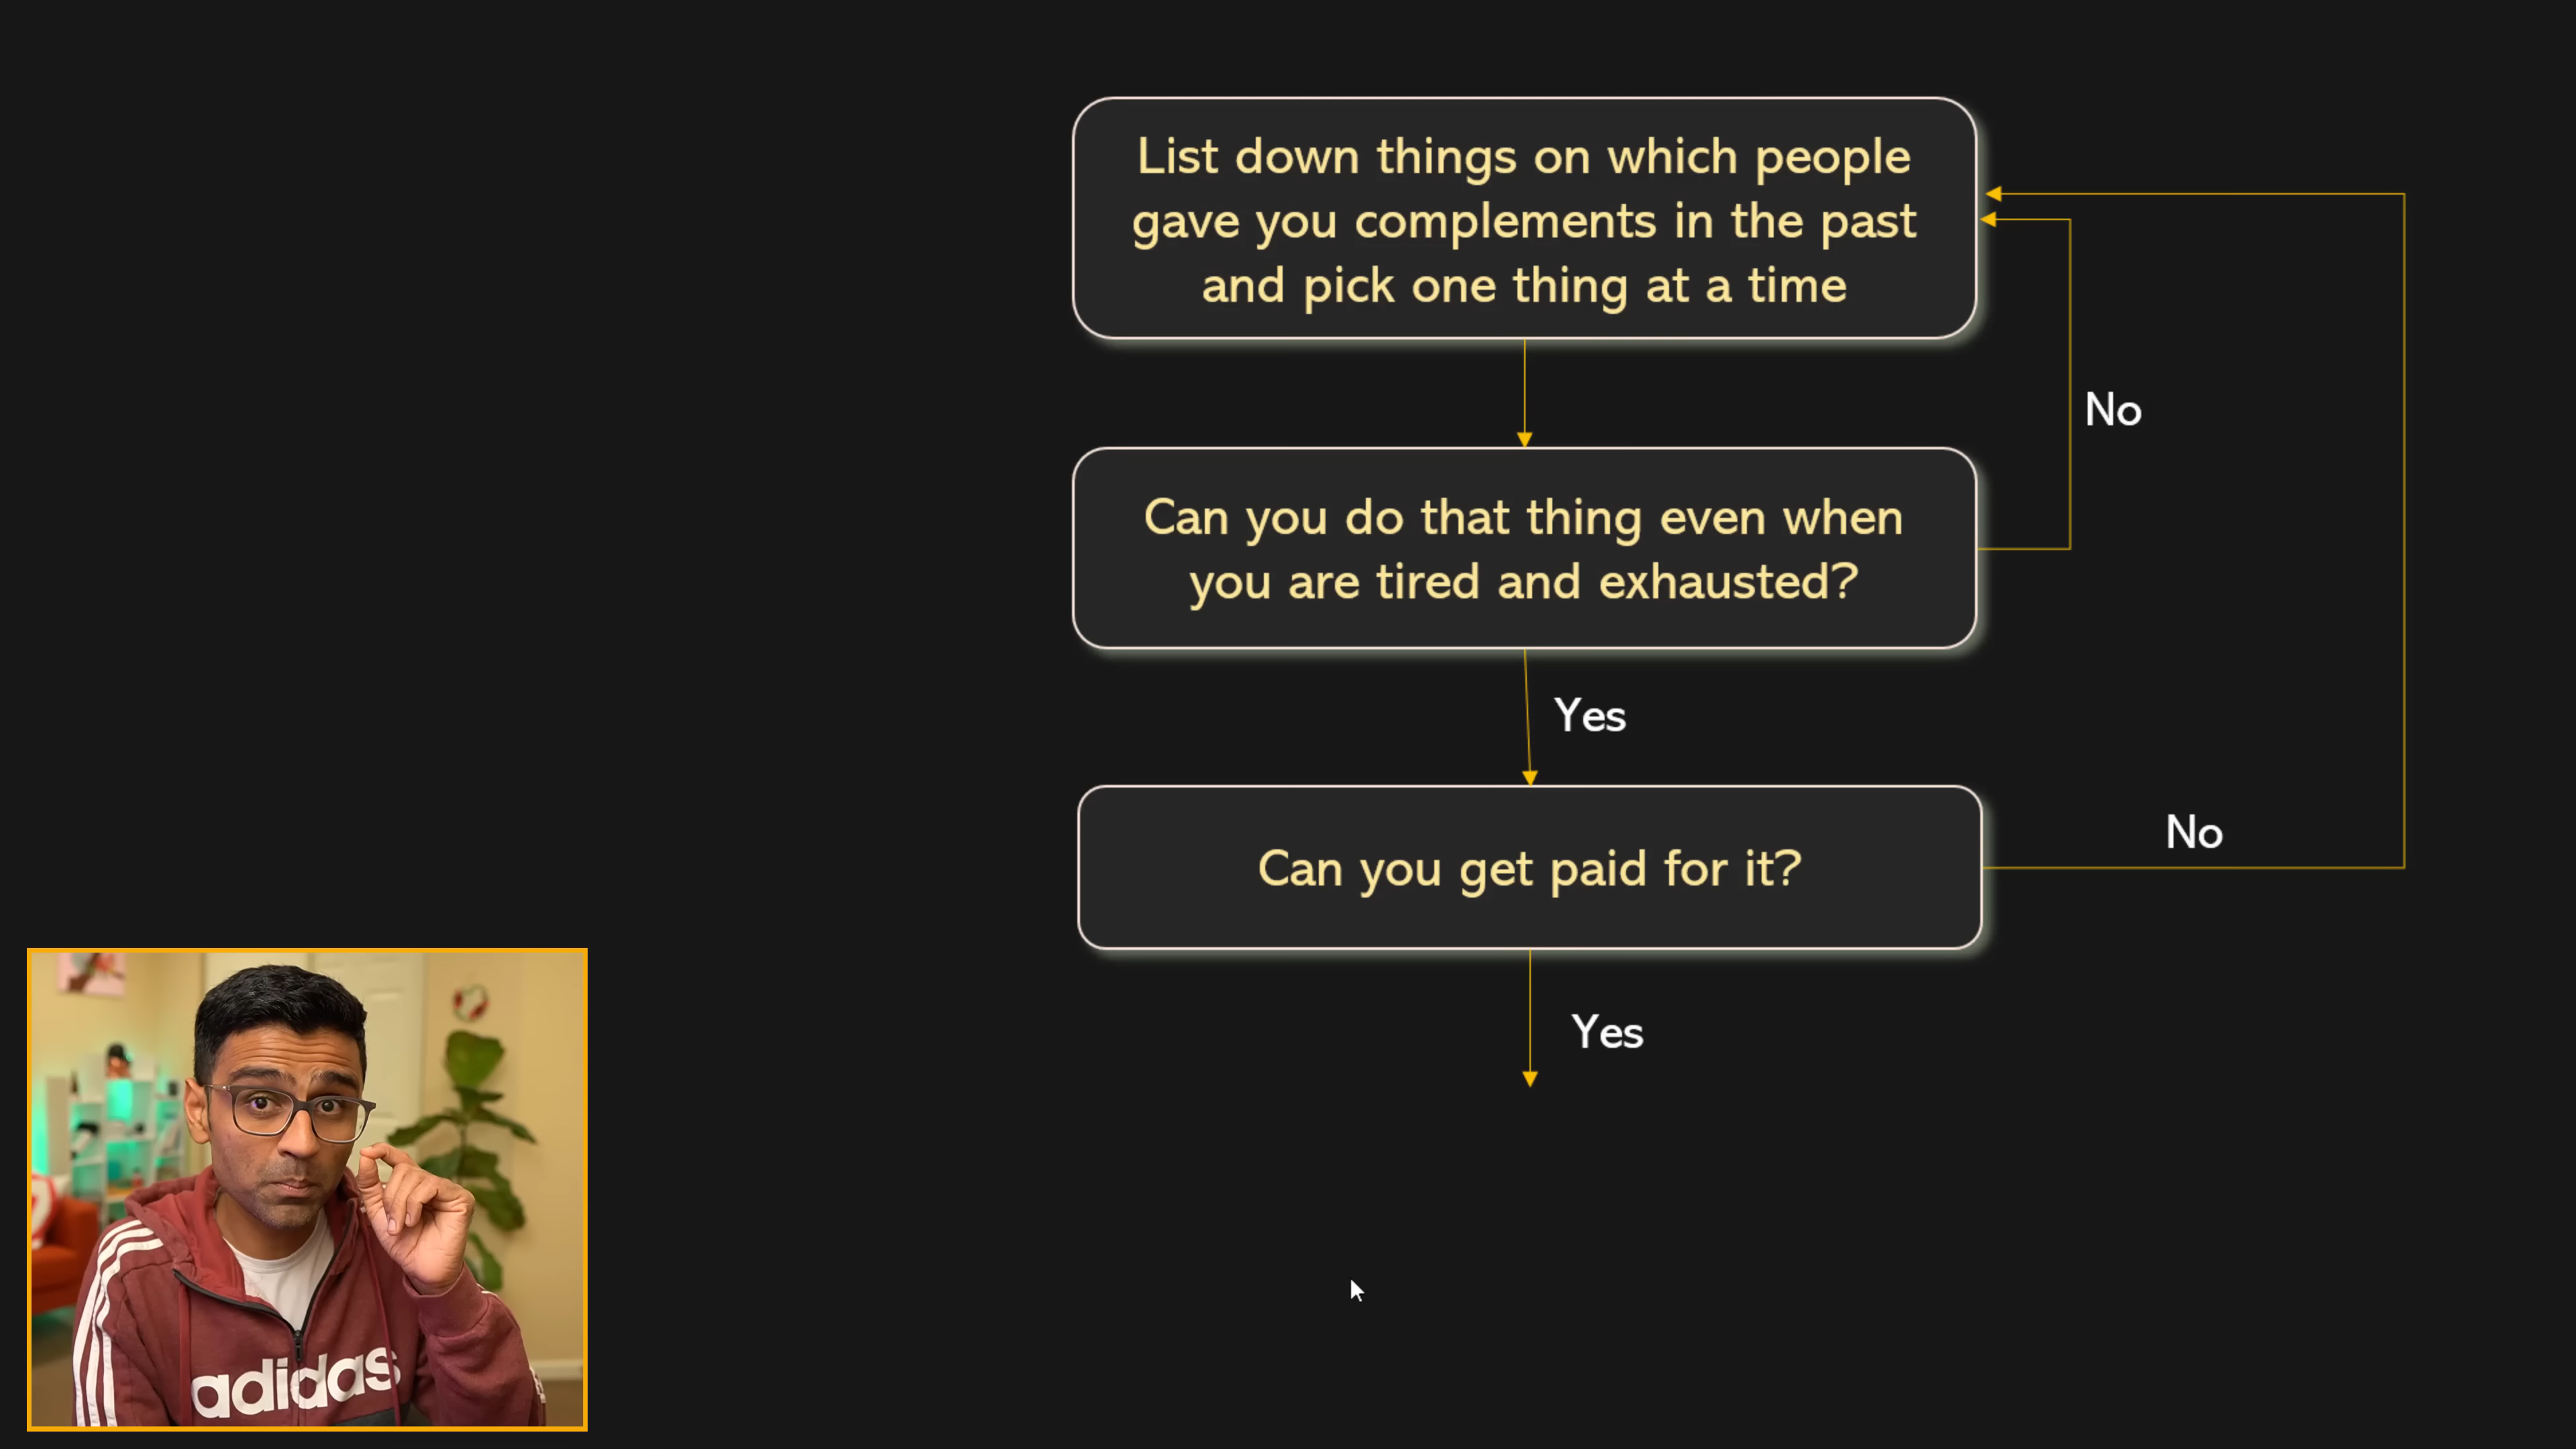 List down things on which people
gave you complements in the past
and pick one thing at a time
No
Can you do that thing even when
you are tired and exhausted?
Yes
Can you get paid for it?
No
Yes
adidas